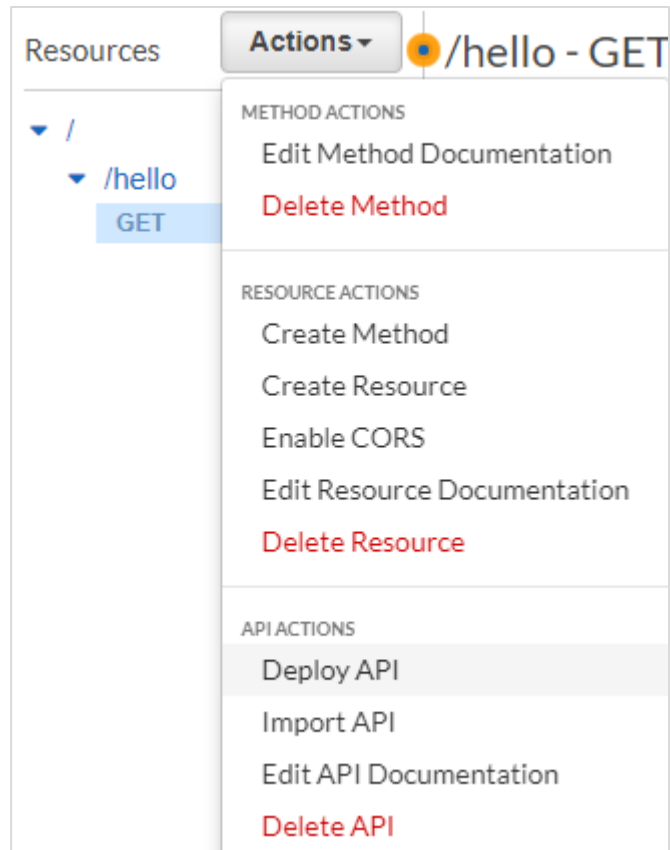 Resources
Actions
/hello - GET
/
/hello
GET
METHOD ACTIONS
Edit Method Documentation
Delete Method
RESOURCE ACTIONS
Create Method
Create Resource
Enable CORS
Edit Resource Documentation
Delete Resource
API ACTIONS
Deploy API
Import API
Edit API Documentation
Delete API